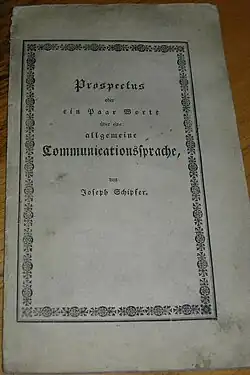 Prospectus
oder
ein Paar Worte
über eine
allgemeine
Communicationssprache,
von
Joseph Schipfer.